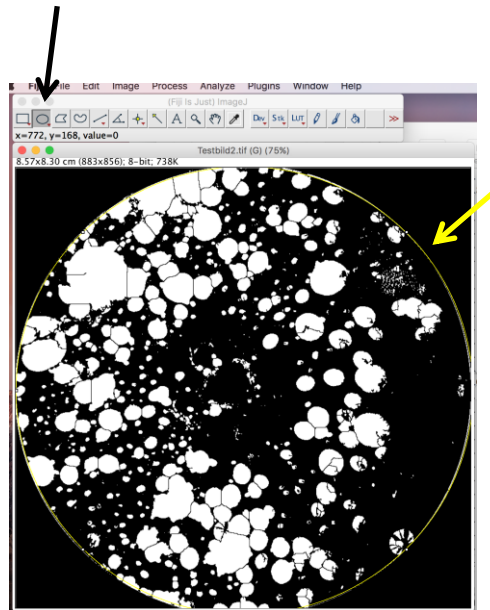 Fiji File Edit Image Process Analyze Plugins Window Help
(Fiji Is Just) ImageJ
A Dev Stk LUT >>
x=772, y=168, value=0
Testbild2.tif (G) (75%)
8.57x8.30 cm (883x856); 8-bit; 738K